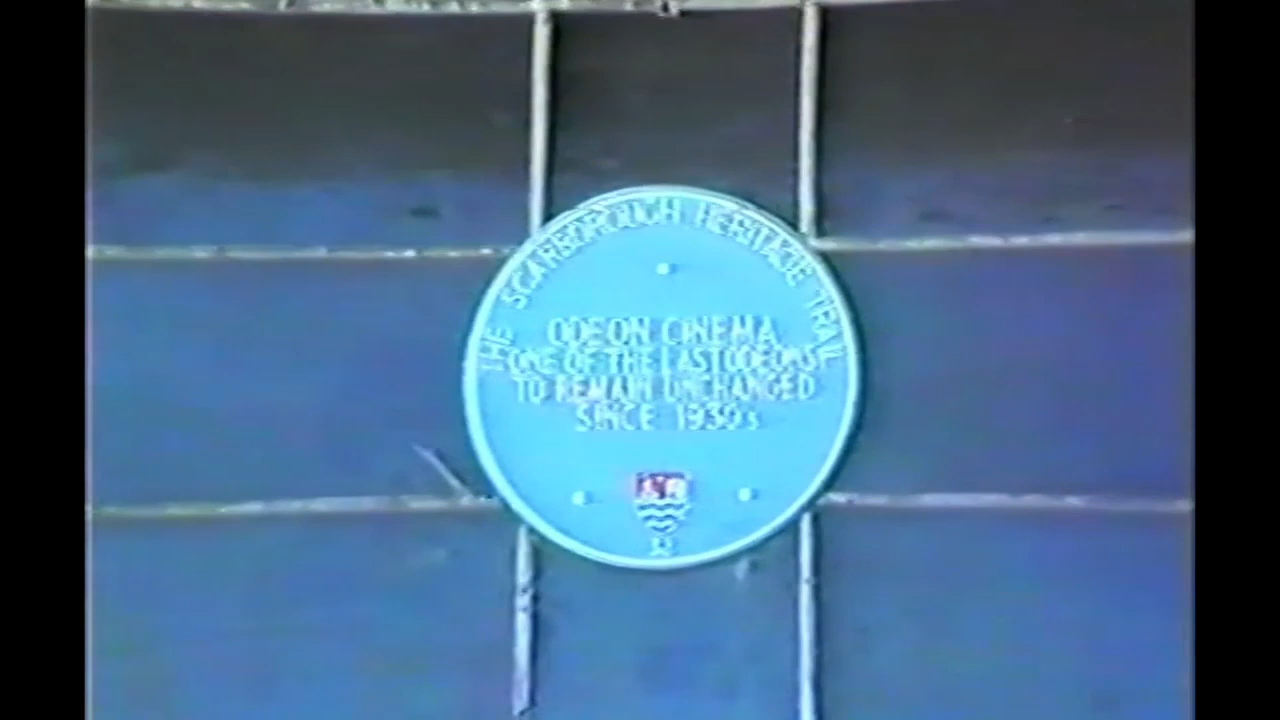 THE SCARBOROUGH HERITAGE TRAIL
ODEON CINEMA
ONE OF THE LAST ODEONS
TO REMAIN UNCHANGED
SINCE 1930's